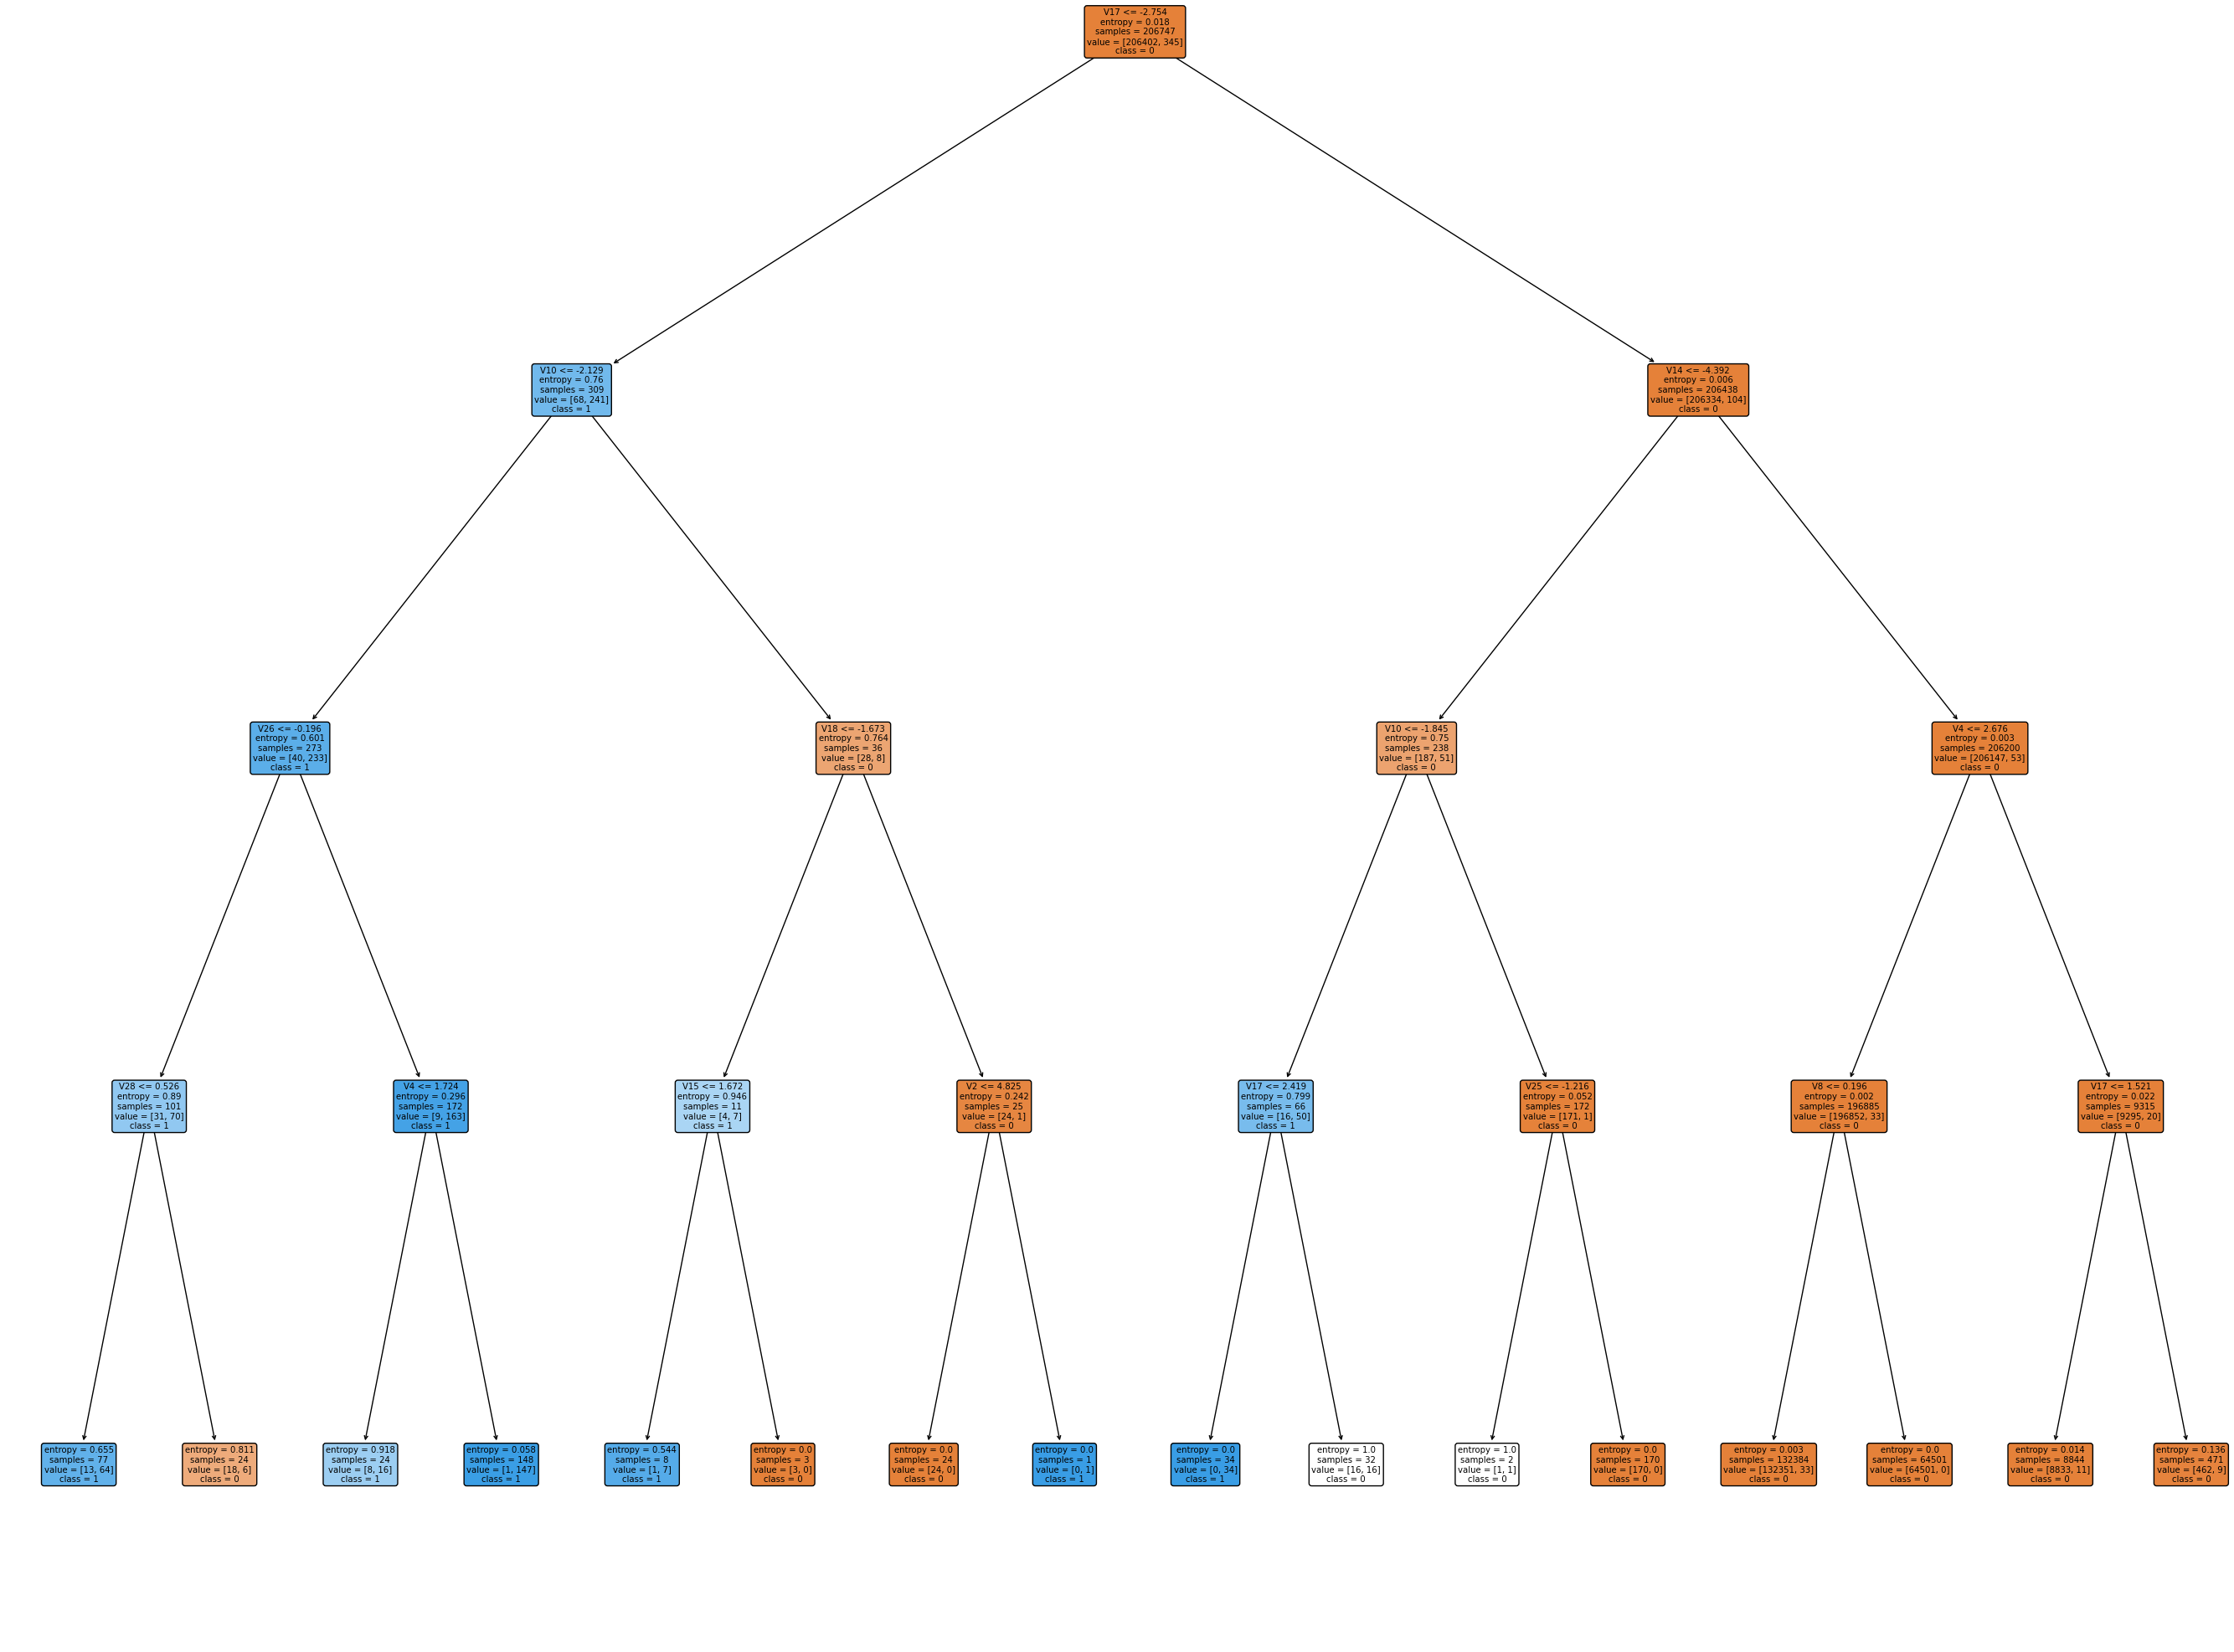 V17 <= -2.754
entropy = 0.018
samples = 206747
value = [206402, 345]
class = 0
V10 <= -2.129
entropy = 0.76
samples = 309
value = [68, 241]
class = 1
V14 <= -4.392
entropy = 0.006
samples = 206438
value = [206334, 104]
class = 0
V26 <= -0.196
entropy = 0.601
samples = 273
value = [40, 233]
class = 1
V18 <= -1.673
entropy = 0.764
samples = 36
value = [28, 8]
class = 0
V10 <= -1.845
entropy = 0.75
samples = 238
value = [187, 51]
class = 0
V4 <= 2.676
entropy = 0.003
samples = 206200
value = [206147, 53]
class = 0
V28 <= 0.526
entropy = 0.89
samples = 101
value = [31, 70]
class = 1
V4 <= 1.724
entropy = 0.296
samples = 172
value = [9, 163]
class = 1
V15 <= 1.672
entropy = 0.946
samples = 11
value = [4, 7]
class = 1
V2 <= 4.825
entropy = 0.242
samples = 25
value = [24, 1]
class = 0
V17 <= 2.419
entropy = 0.799
samples = 66
value = [16, 50]
class = 1
V25 <= -1.216
entropy = 0.052
samples = 172
value = [171, 1]
class = 0
V8 <= 0.196
entropy = 0.002
samples = 196885
value = [196852, 33]
class = 0
V17 <= 1.521
entropy = 0.022
samples = 9315
value = [9295, 20]
class = 0
entropy = 0.655
samples = 77
value = [13, 64]
class = 1
entropy = 0.811
samples = 24
value = [18, 6]
class = 0
entropy = 0.918
samples = 24
value = [8, 16]
class = 1
entropy = 0.058
samples = 148
value = [1, 147]
class = 1
entropy = 0.544
samples = 8
value = [1, 7]
class = 1
entropy = 0.0
samples = 3
value = [3, 0]
class = 0
entropy = 0.0
samples = 24
value = [24, 0]
class = 0
entropy = 0.0
samples = 1
value = [0, 1]
class = 1
entropy = 0.0
samples = 34
value = [0, 34]
class = 1
entropy = 1.0
samples = 32
value = [16, 16]
class = 0
entropy = 1.0
samples = 2
value = [1, 1]
class = 0
entropy = 0.0
samples = 170
value = [170, 0]
class = 0
entropy = 0.003
samples = 132384
value = [132351, 33]
class = 0
entropy = 0.0
samples = 64501
value = [64501, 0]
class = 0
entropy = 0.014
samples = 8844
value = [8833, 11]
class = 0
entropy = 0.136
samples = 471
value = [462, 9]
class = 0